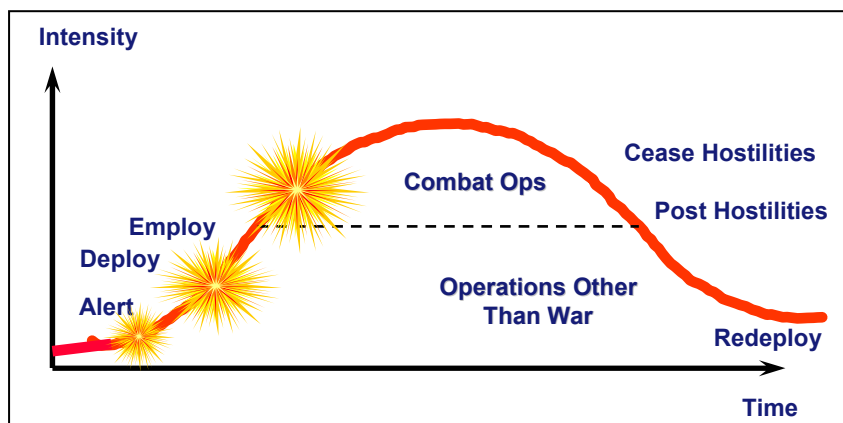 Intensity
Cease Hostilities
Combat Ops
Post Hostilities
Employ
Deploy
Operations Other
Than War
Alert
Redeploy
Time